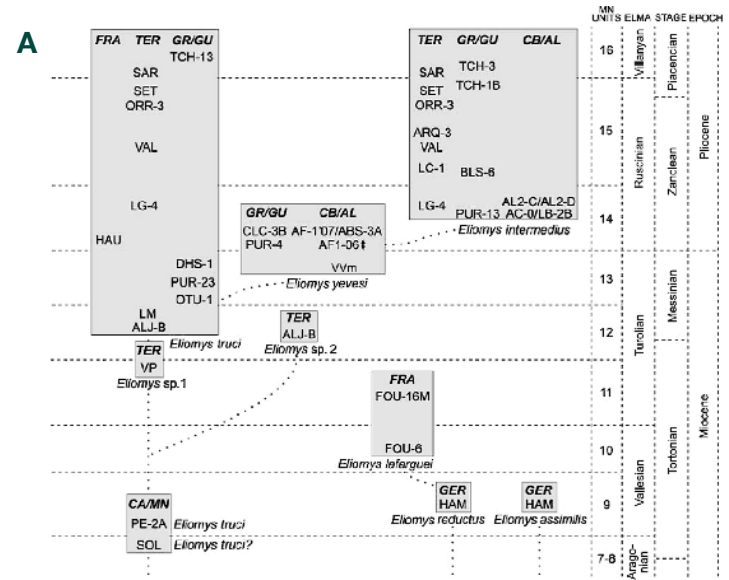 A
FRA TER GR/GU
TCH-13
SAR
SET
ORR-3
VAL
LG-4
HAU
DHS-1
PUR-23
OTU-1
LM
ALJ-B
Eliomys truci
TER
VP
Eliomys sp.1
CA/MN
PE-2A Eliomys truci
SOL Eliomys truci?
GR/GU CB/AL
CLC-3B AF-1'07/ABS-3A
PUR-4 AF1-06‡
VVm
Eliomys yevesi
TER
ALJ-B
Eliomys sp. 2
FRA
FOU-16M
FOU-6
Eliomys lafarguei
GER
HAM
Eliomys reductus
GER
HAM
Eliomys assimilis
TER GR/GU CB/AL
TCH-3
SAR
TCH-1B
SET
ORR-3
ARQ-3
VAL
LC-1
BLS-6
LG-4 AL2-C/AL2-D
PUR-13 AC-0/LB-2B
Eliomys intermedius
MN
UNITS ELMA STAGE EPOCH
16
15
14
13
12
11
10
9
7-8
Villanyan
Ruscinian
Turolian
Vallesian
Arago-
nian
Piacencian
Zanclean
Messinian
Tortonian
Pliocene
Miocene